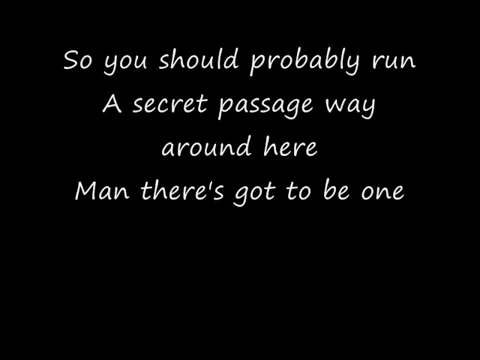 So you should probably run
A secret passage way
around here
Man there's got to be one